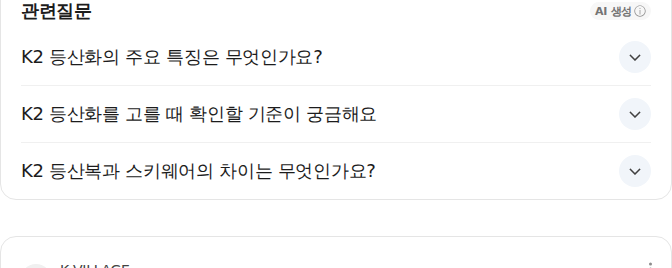 관련질문
AI 생성
K2 등산화의 주요 특징은 무엇인가요?
K2 등산화를 고를 때 확인할 기준이 궁금해요
K2 등산복과 스키웨어의 차이는 무엇인가요?
K VILLAGE